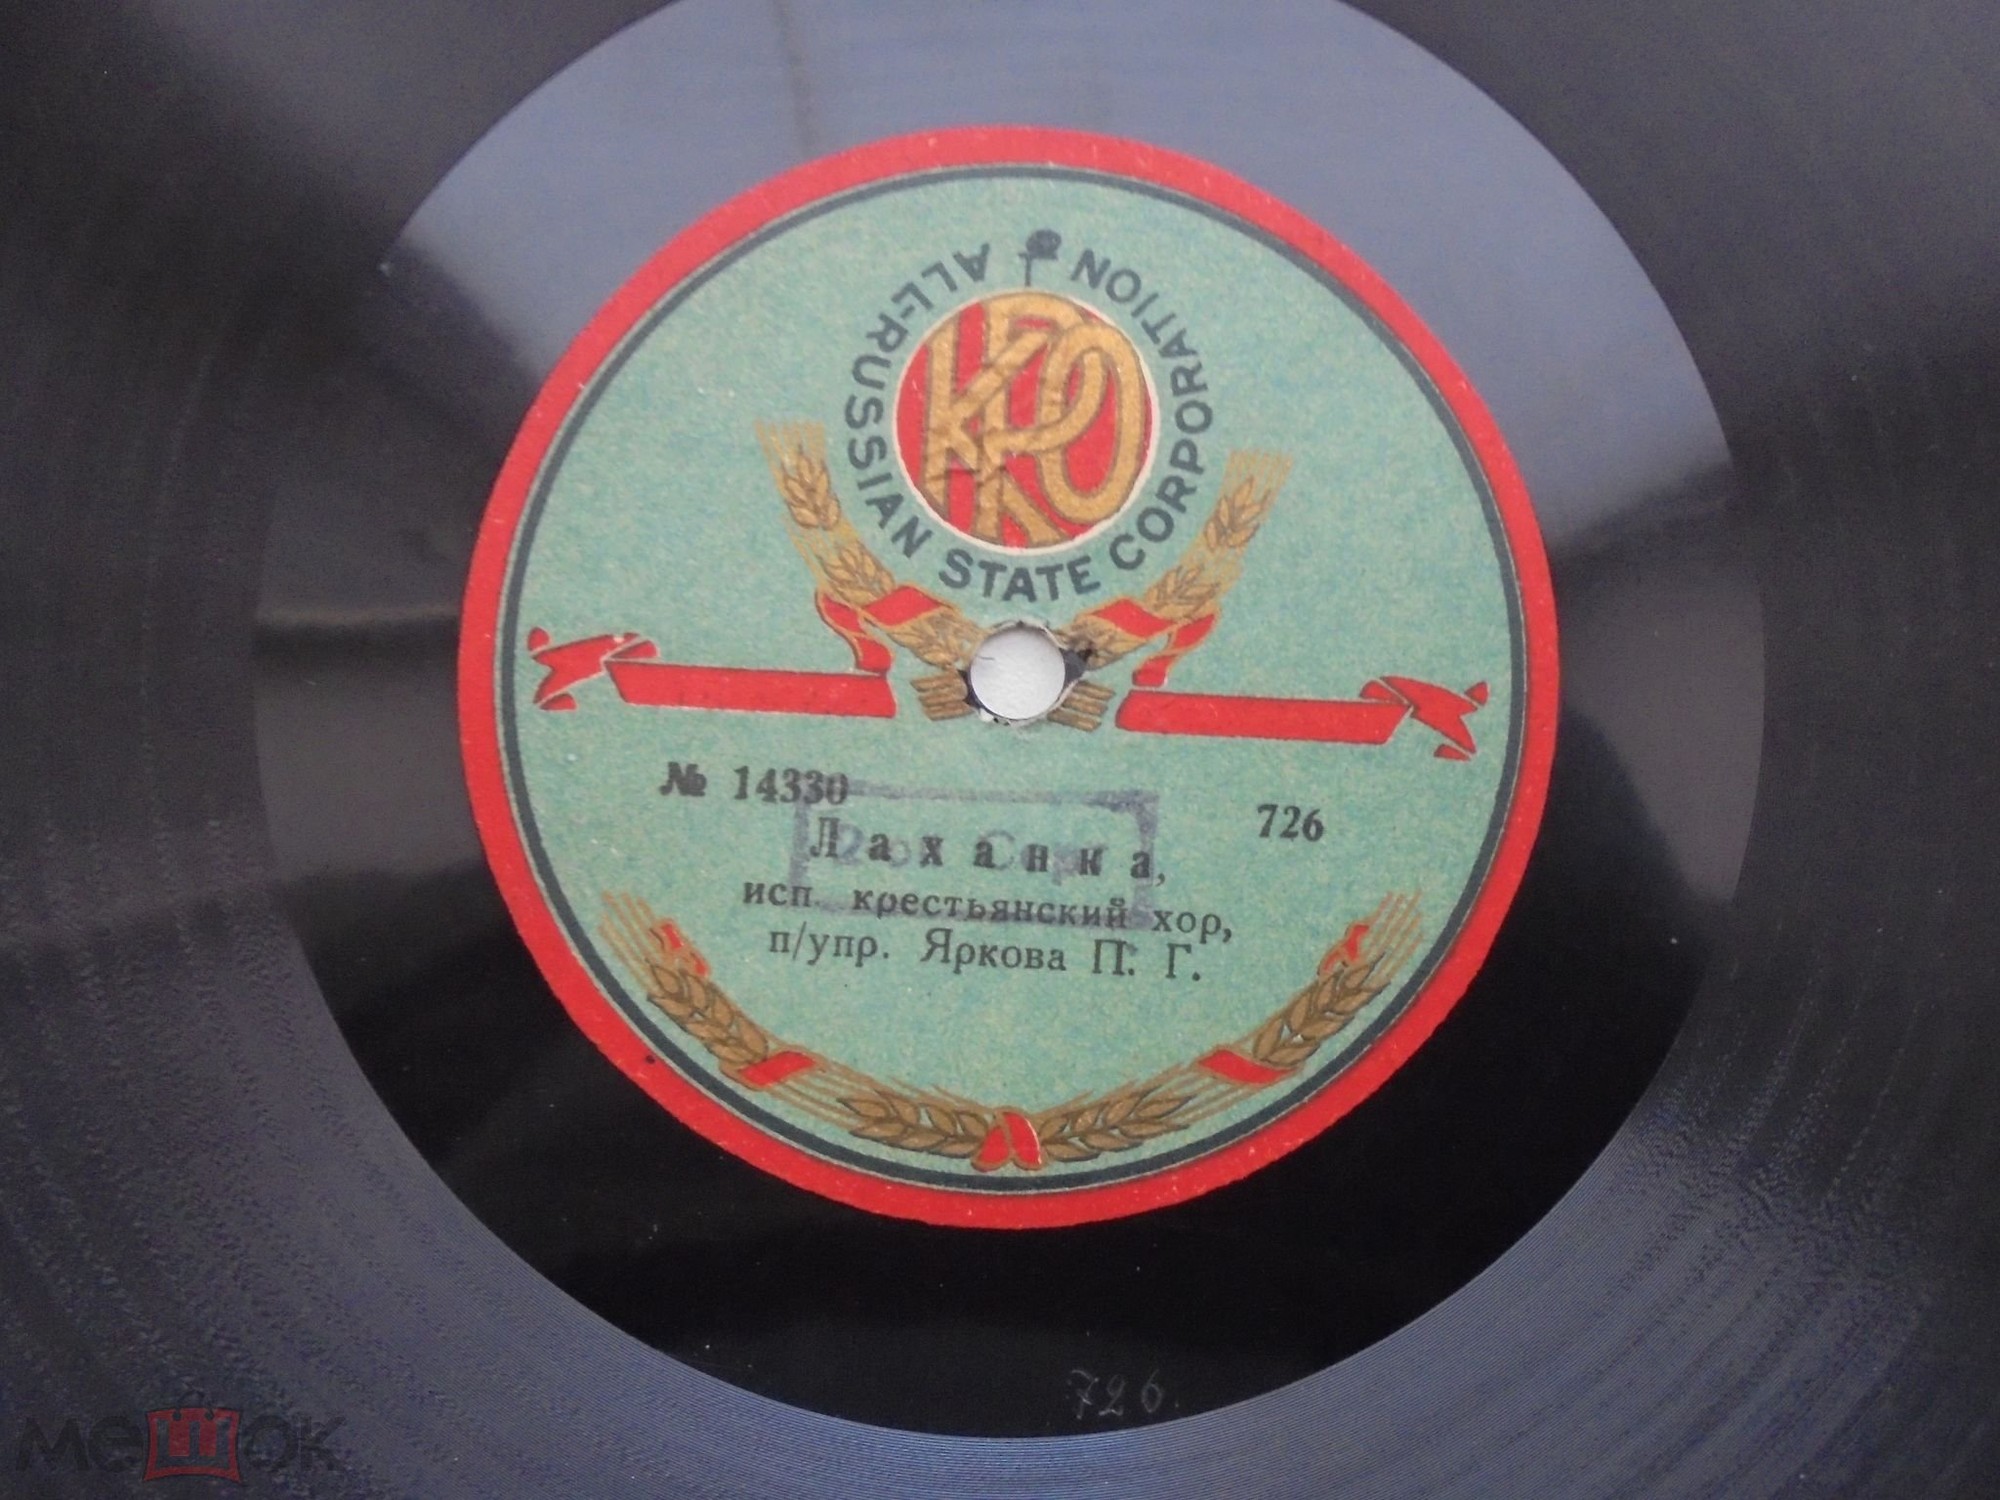 ALL-RUSSIAN STATE CORPORATION
КРО
№ 14330
726
Лаханка,
исп. крестьянский хор,
п/упр. Яркова П. Г.
726.
мешок